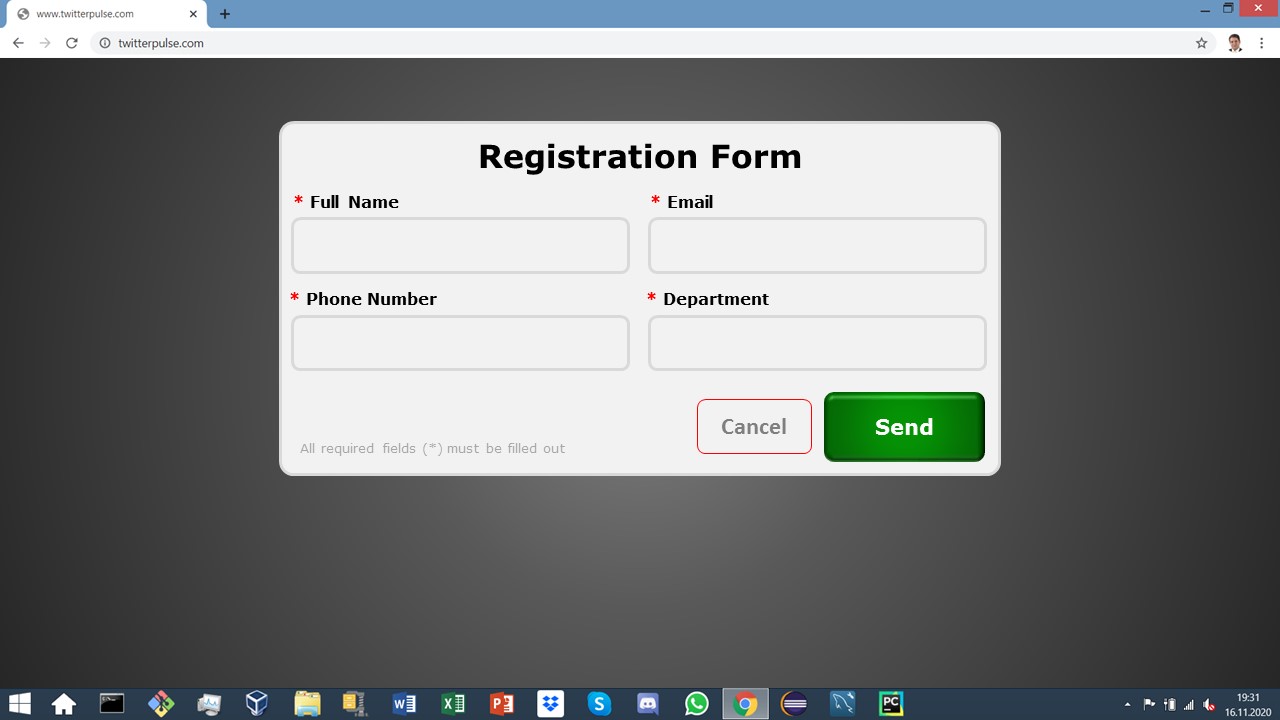 www.twitterpulse.com
twitterpulse.com
Registration Form
* Full Name
* Email
* Phone Number
* Department
Cancel
Send
All required fields (*) must be filled out
PC
19:31
16.11.2020